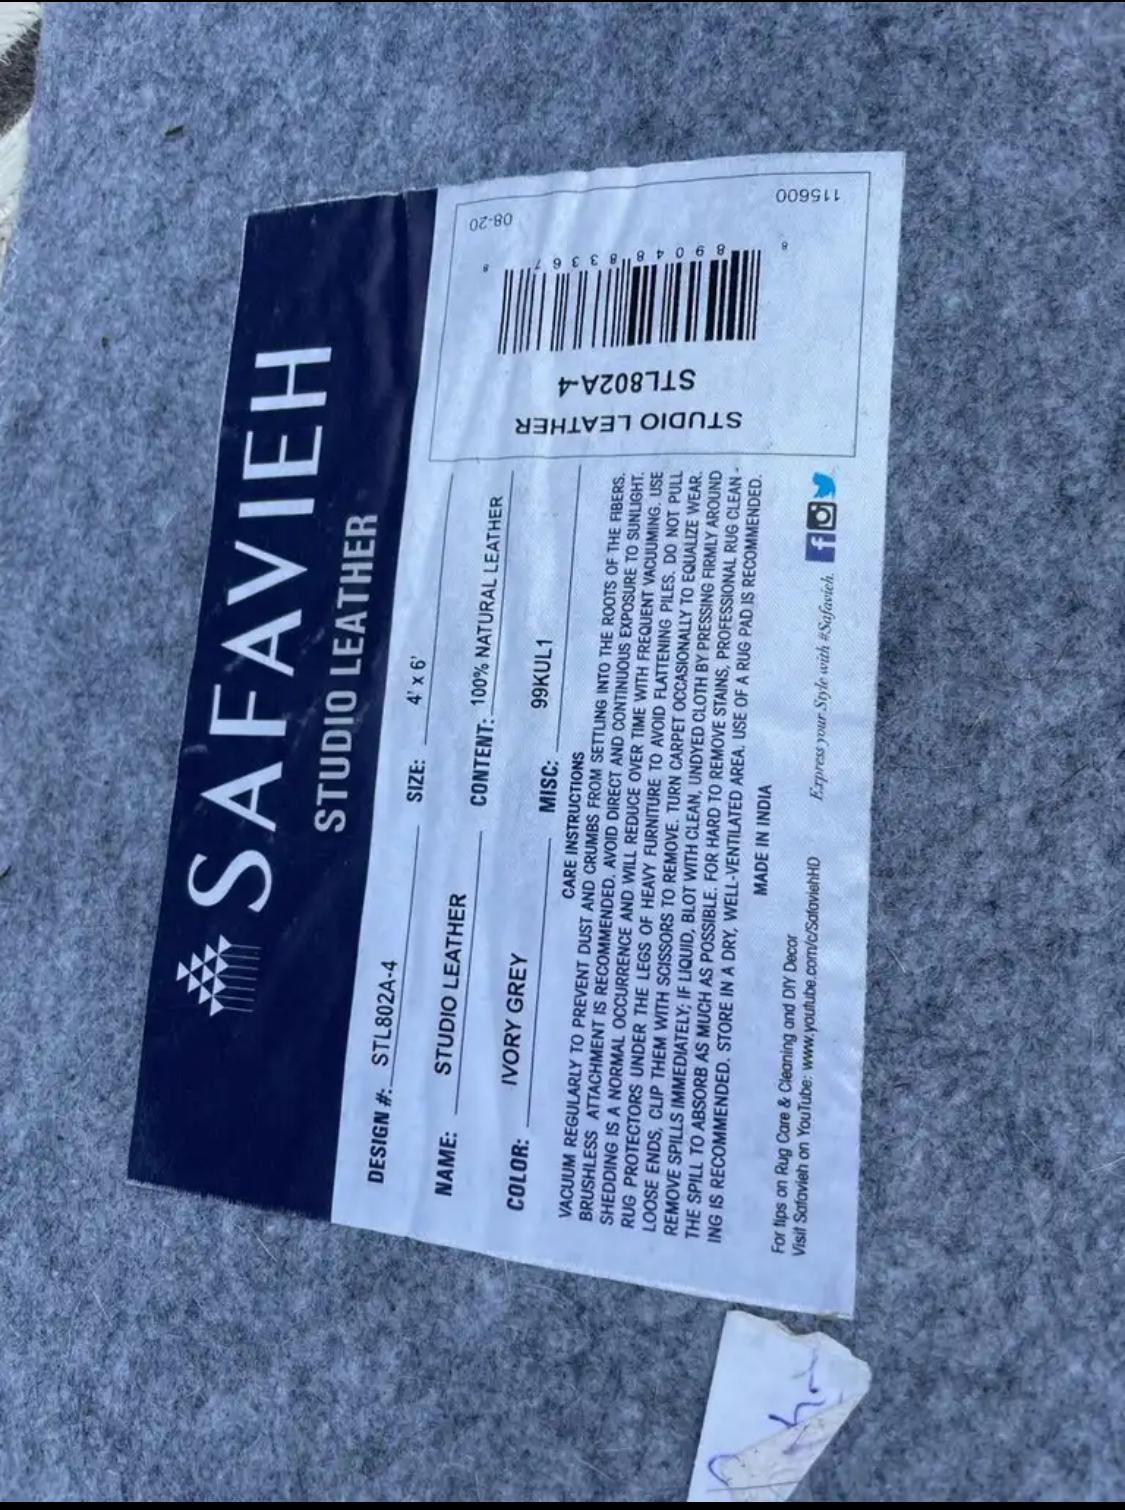 SAFAVIEH
STUDIO LEATHER
DESIGN #: STL802A-4 SIZE: 4' x 6'
NAME: STUDIO LEATHER CONTENT: 100% NATURAL LEATHER
COLOR: IVORY GREY MISC: 99KUL1
CARE INSTRUCTIONS
VACUUM REGULARLY TO PREVENT DUST AND CRUMBS FROM SETTLING INTO THE ROOTS OF THE FIBERS.
BRUSHLESS ATTACHMENT IS RECOMMENDED. AVOID DIRECT AND CONTINUOUS EXPOSURE TO SUNLIGHT.
SHEDDING IS A NORMAL OCCURRENCE AND WILL REDUCE OVER TIME WITH FREQUENT VACUUMING. USE
RUG PROTECTORS UNDER THE LEGS OF HEAVY FURNITURE TO AVOID FLATTENING PILES. DO NOT PULL
LOOSE ENDS, CLIP THEM WITH SCISSORS TO REMOVE. TURN CARPET OCCASIONALLY TO EQUALIZE WEAR.
REMOVE SPILLS IMMEDIATELY; IF LIQUID, BLOT WITH CLEAN, UNDYED CLOTH BY PRESSING FIRMLY AROUND
THE SPILL TO ABSORB AS MUCH AS POSSIBLE. FOR HARD TO REMOVE STAINS, PROFESSIONAL RUG CLEAN-
ING IS RECOMMENDED. STORE IN A DRY, WELL-VENTILATED AREA. USE OF A RUG PAD IS RECOMMENDED.
MADE IN INDIA
For tips on Rug Care & Cleaning and DIY Decor
Visit Safavieh on YouTube: www.youtube.com/c/SafaviehHD Express your Style with #Safavieh.
STUDIO LEATHER
STL802A-4
8 89048 83367 8
115600 08-20